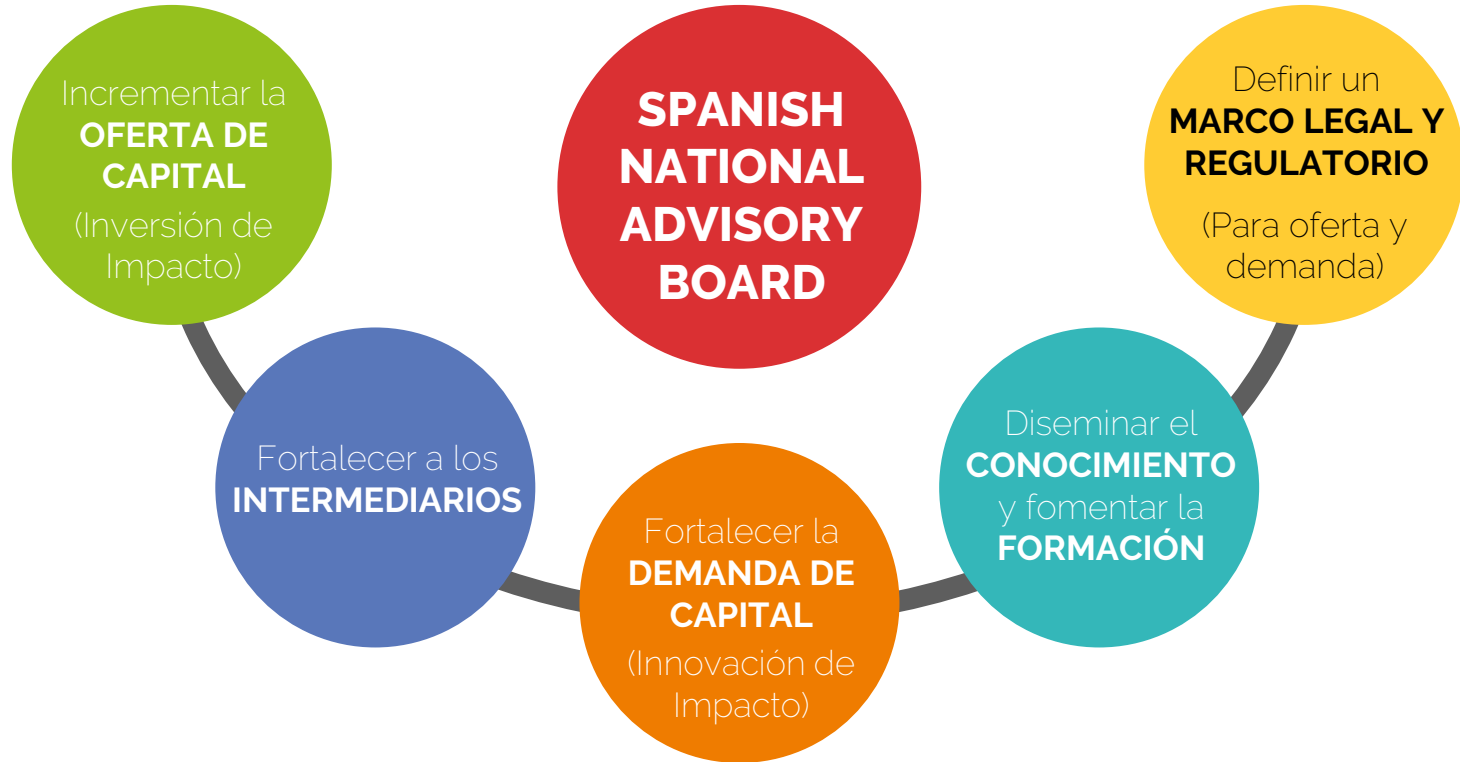 Incrementar la
OFERTA DE
CAPITAL
(Inversión de
Impacto)
SPANISH
NATIONAL
ADVISORY
BOARD
Definir un
MARCO LEGAL Y
REGULATORIO
(Para oferta y
demanda)
Fortalecer a los
INTERMEDIARIOS
Fortalecer la
DEMANDA DE
CAPITAL
(Innovación de
Impacto)
Diseminar el
CONOCIMIENTO
y fomentar la
FORMACIÓN